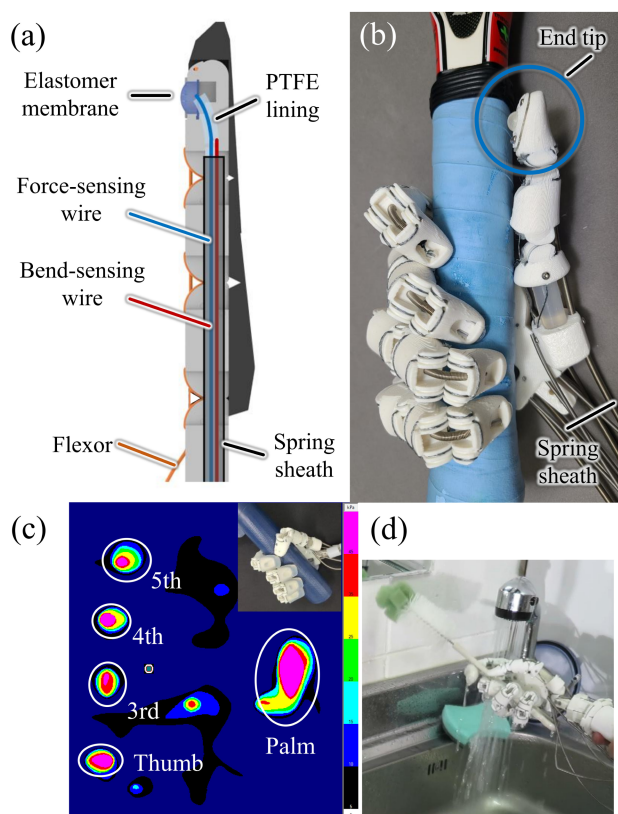 (a)
Elastomer
membrane
PTFE
lining
Force-sensing
wire
Bend-sensing
wire
Flexor
Spring
sheath
(b)
End tip
Spring
sheath
(c)
5th
4th
3rd
Thumb
Palm
kPa
(d)